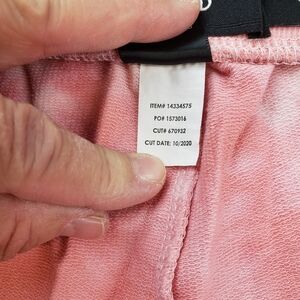 ITEM# 14334575
PO# 1573016
CUT# 670932
CUT DATE: 10/2020